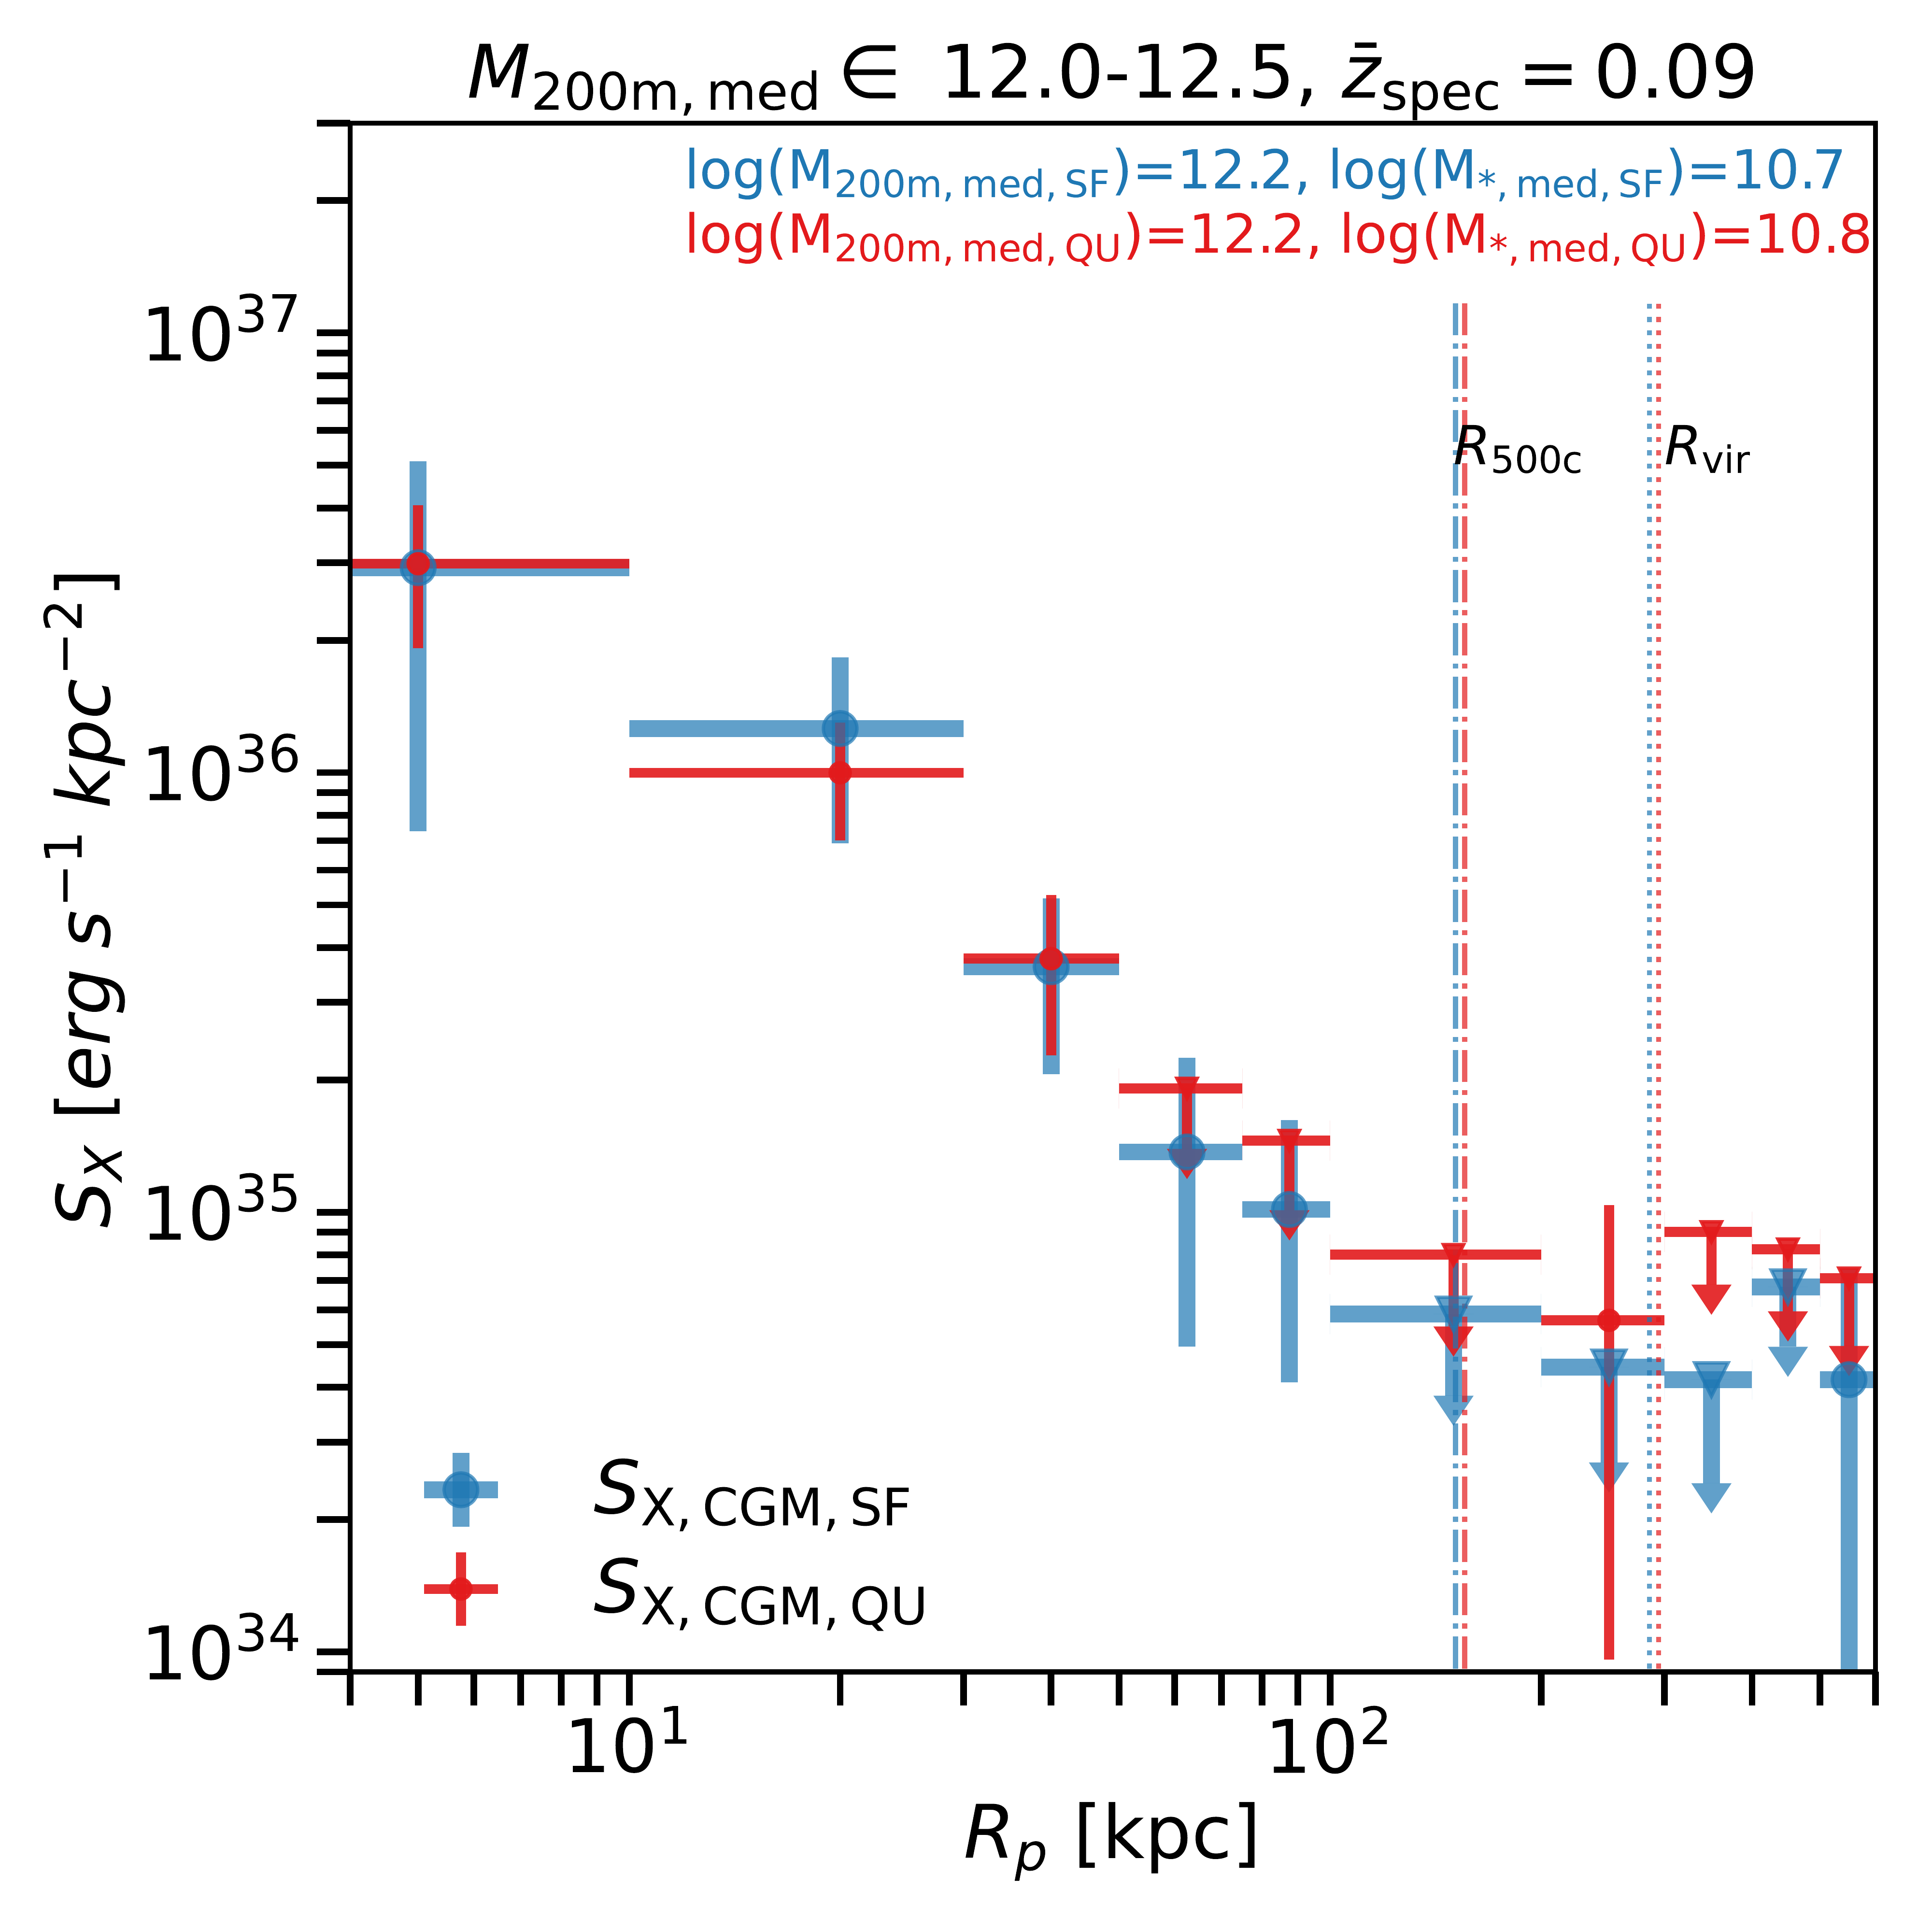 M200m, med ∈ 12.0-12.5, z̄spec = 0.09
log(M200m, med, SF)=12.2, log(M*, med, SF)=10.7
log(M200m, med, QU)=12.2, log(M*, med, QU)=10.8
10^37
R500c
Rvir
10^36
SX [erg s^−1 kpc^−2]
10^35
SX, CGM, SF
SX, CGM, QU
10^34
10^1
10^2
Rp [kpc]